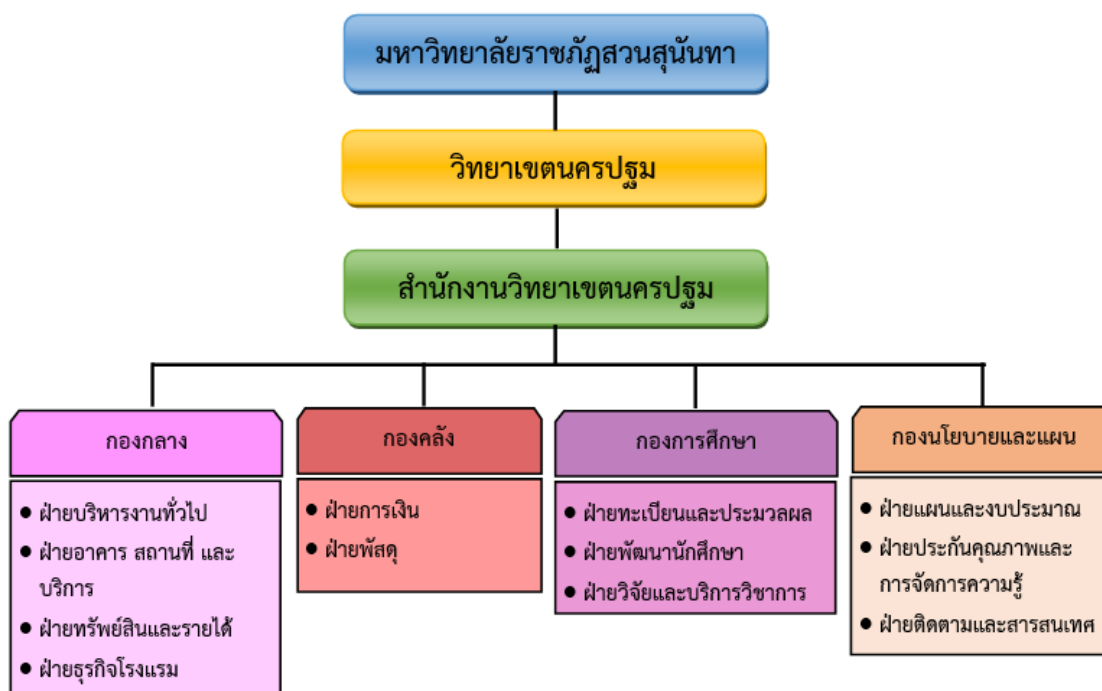 มหาวิทยาลัยราชภัฏสวนสุนันทา
วิทยาเขตนครปฐม
สำนักงานวิทยาเขตนครปฐม
กองกลาง
● ฝ่ายบริหารงานทั่วไป
● ฝ่ายอาคาร สถานที่ และ
บริการ
● ฝ่ายทรัพย์สินและรายได้
● ฝ่ายธุรกิจโรงแรม
กองคลัง
● ฝ่ายการเงิน
● ฝ่ายพัสดุ
กองการศึกษา
● ฝ่ายทะเบียนและประมวลผล
● ฝ่ายพัฒนานักศึกษา
● ฝ่ายวิจัยและบริการวิชาการ
กองนโยบายและแผน
● ฝ่ายแผนและงบประมาณ
● ฝ่ายประกันคุณภาพและ
การจัดการความรู้
● ฝ่ายติดตามและสารสนเทศ